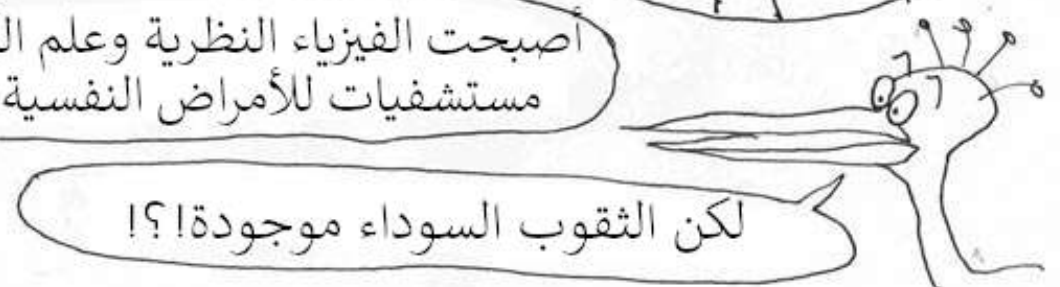 أصبحت الفيزياء النظرية وعلم
مستشفيات للأمراض النفسية
لكن الثقوب السوداء موجودة!؟!